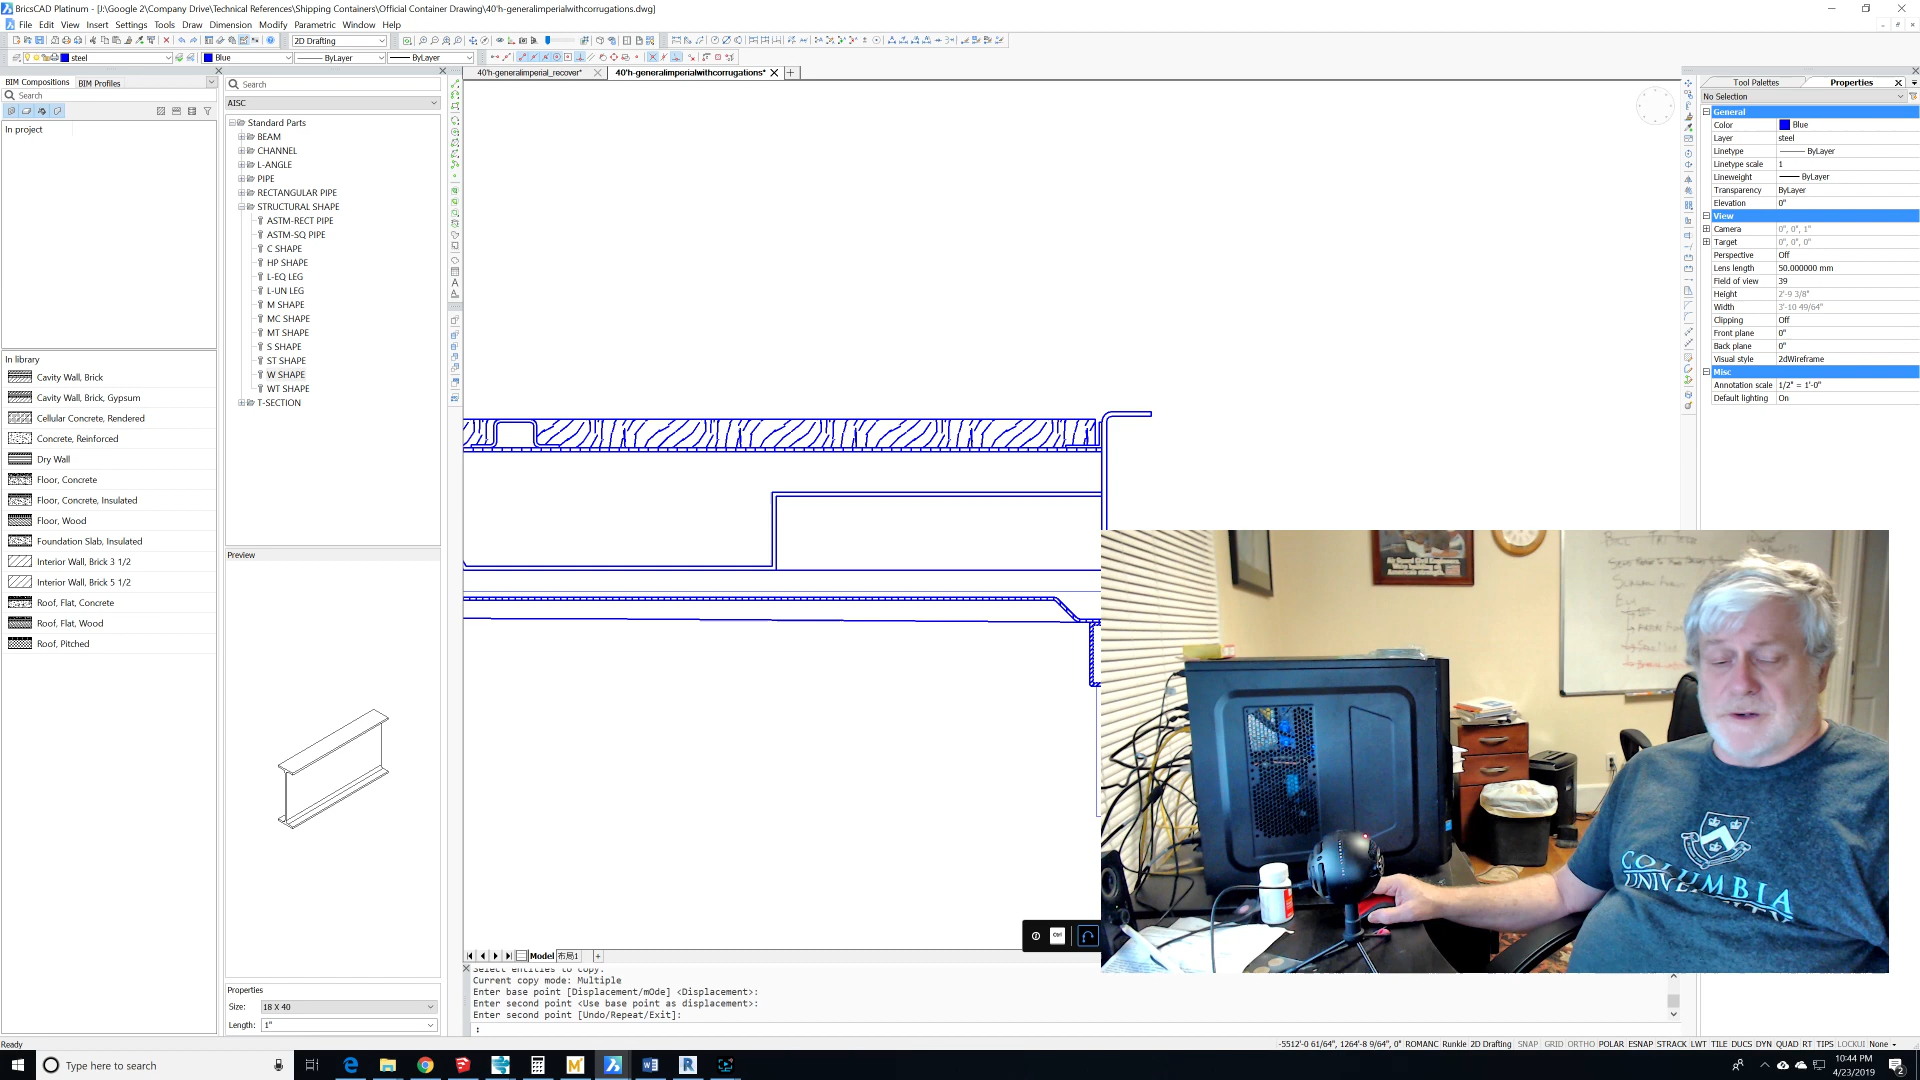 BricsCAD Platinum - [J:\Google 2\Company Drive\Technical References\Shipping Containers\Official Container Drawing\40'h-generalimperialwithcorrugations.dwg]
File Edit View Insert Settings Tools Draw Dimension Modify Parametric Window Help
2D Drafting
steel Blue ByLayer ByLayer
BIM Compositions BIM Profiles
Search
In project
In library
Cavity Wall, Brick
Cavity Wall, Brick, Gypsum
Cellular Concrete, Rendered
Concrete, Reinforced
Dry Wall
Floor, Concrete
Floor, Concrete, Insulated
Floor, Wood
Foundation Slab, Insulated
Interior Wall, Brick 3 1/2
Interior Wall, Brick 5 1/2
Roof, Flat, Concrete
Roof, Flat, Wood
Roof, Pitched
Search
AISC
Standard Parts
BEAM
CHANNEL
L-ANGLE
PIPE
RECTANGULAR PIPE
STRUCTURAL SHAPE
ASTM-RECT PIPE
ASTM-SQ PIPE
C SHAPE
HP SHAPE
L-EQ LEG
L-UN LEG
M SHAPE
MC SHAPE
MT SHAPE
S SHAPE
ST SHAPE
W SHAPE
WT SHAPE
T-SECTION
Preview
Properties
Size: 18 X 40
Length: 1"
40'h-generalimperial_recover* 40'h-generalimperialwithcorrugations*
Ctrl
COLUMBIA
UNIVERSITY
Model 布局1
Select entities to copy:
Current copy mode: Multiple
Enter base point [Displacement/mOde] <Displacement>:
Enter second point <Use base point as displacement>:
Enter second point [Undo/Repeat/Exit]:
:
Tool Palettes Properties
No Selection
General
Color Blue
Layer steel
Linetype ByLayer
Linetype scale 1
Lineweight ByLayer
Transparency ByLayer
Elevation 0"
View
Camera 0", 0", 1"
Target 0", 0", 0"
Perspective Off
Lens length 50.000000 mm
Field of view 39
Height 2'-9 3/8"
Width 3'-10 49/64"
Clipping Off
Front plane 0"
Back plane 0"
Visual style 2dWireframe
Misc
Annotation scale 1/2" = 1'-0"
Default lighting On
Ready
-5512'-0 61/64", 1264'-8 9/64", 0" ROMANC Runkle 2D Drafting SNAP GRID ORTHO POLAR ESNAP STRACK LWT TILE DUCS DYN QUAD RT TIPS LOCKUI None
Type here to search
10:44 PM
4/23/2019
2